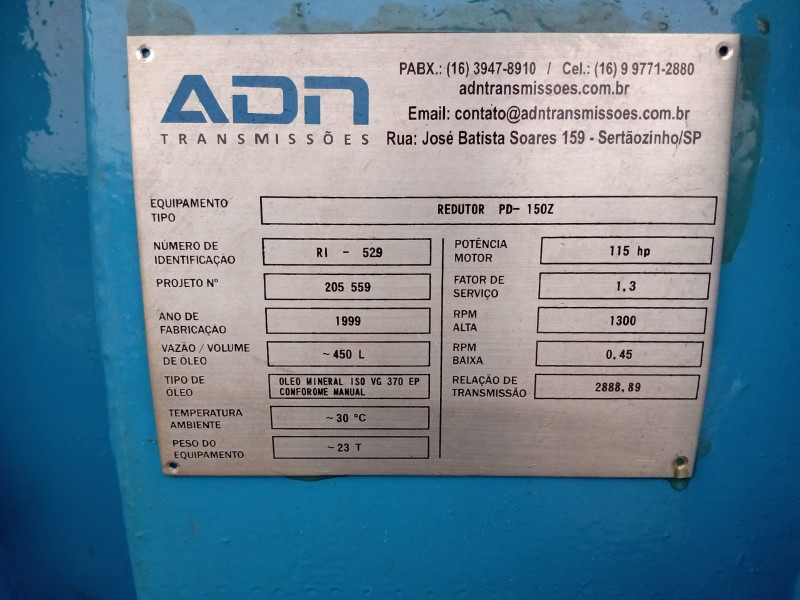 ADN
TRANSMISSÕES
PABX.: (16) 3947-8910 / Cel.: (16) 9 9771-2880
adntransmissoes.com.br
Email: contato@adntransmissoes.com.br
Rua: José Batista Soares 159 - Sertãozinho/SP
EQUIPAMENTO
TIPO
REDUTOR PD- 150Z
NÚMERO DE
IDENTIFICAÇÃO
RI - 529
PROJETO Nº
205 559
ANO DE
FABRICAÇÃO
1999
VAZÃO / VOLUME
DE ÓLEO
~450 L
TIPO DE
ÓLEO
OLEO MINERAL ISO VG 370 EP
CONFOROME MANUAL
TEMPERATURA
AMBIENTE
~30 ºC
PESO DO
EQUIPAMENTO
~23 T
POTÊNCIA
MOTOR
115 hp
FATOR DE
SERVIÇO
1,3
RPM
ALTA
1300
RPM
BAIXA
0,45
RELAÇÃO DE
TRANSMISSÃO
2888,89